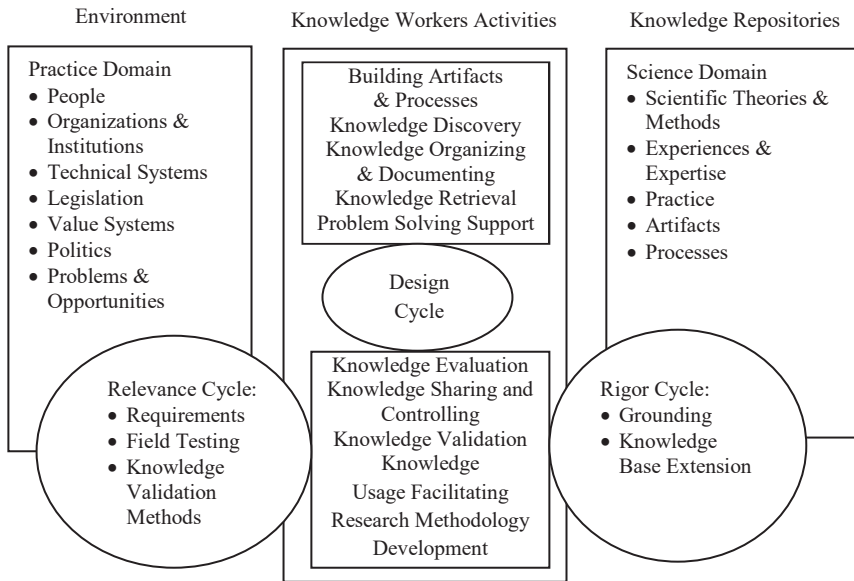 Environment
Knowledge Workers Activities
Knowledge Repositories
Practice Domain
• People
• Organizations &
Institutions
• Technical Systems
• Legislation
• Value Systems
• Politics
• Problems &
Opportunities
Relevance Cycle:
• Requirements
• Field Testing
• Knowledge
Validation
Methods
Building Artifacts
& Processes
Knowledge Discovery
Knowledge Organizing
& Documenting
Knowledge Retrieval
Problem Solving Support
Design
Cycle
Knowledge Evaluation
Knowledge Sharing and
Controlling
Knowledge Validation
Knowledge
Usage Facilitating
Research Methodology
Development
Science Domain
• Scientific Theories &
Methods
• Experiences &
Expertise
• Practice
• Artifacts
• Processes
Rigor Cycle:
• Grounding
• Knowledge
Base Extension